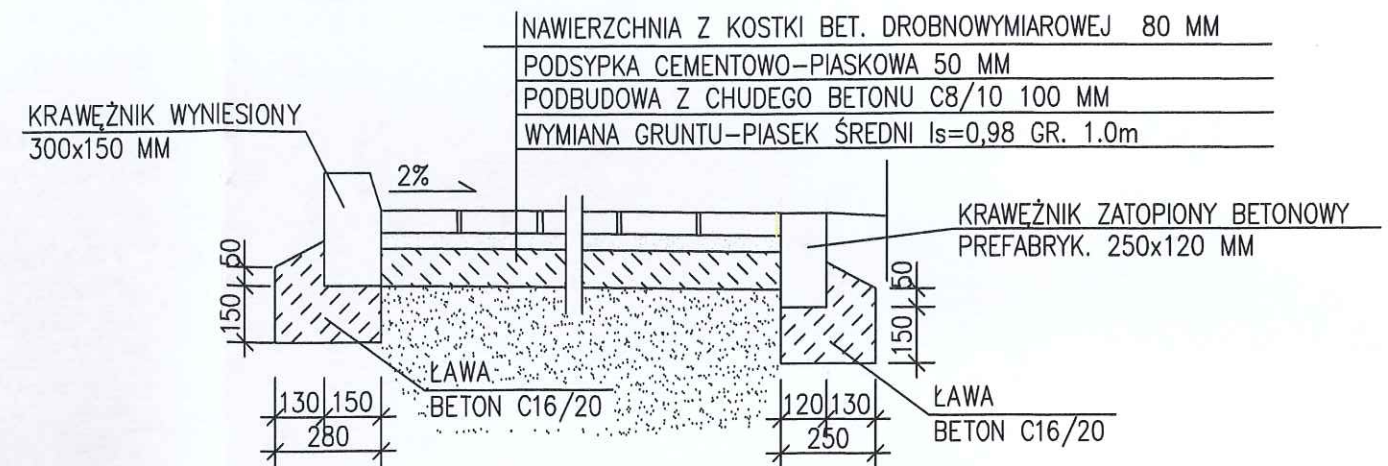 NAWIERZCHNIA Z KOSTKI BET. DROBNOWYMIAROWEJ 80 MM
PODSYPKA CEMENTOWO-PIASKOWA 50 MM
PODBUDOWA Z CHUDEGO BETONU C8/10 100 MM
WYMIANA GRUNTU-PIASEK ŚREDNI Is=0,98 GR. 1.0m
KRAWĘŻNIK WYNIESIONY
300x150 MM
2%
KRAWĘŻNIK ZATOPIONY BETONOWY
PREFABRYK. 250x120 MM
50
150
50
150
ŁAWA
BETON C16/20
ŁAWA
BETON C16/20
130 150
280
120 130
250